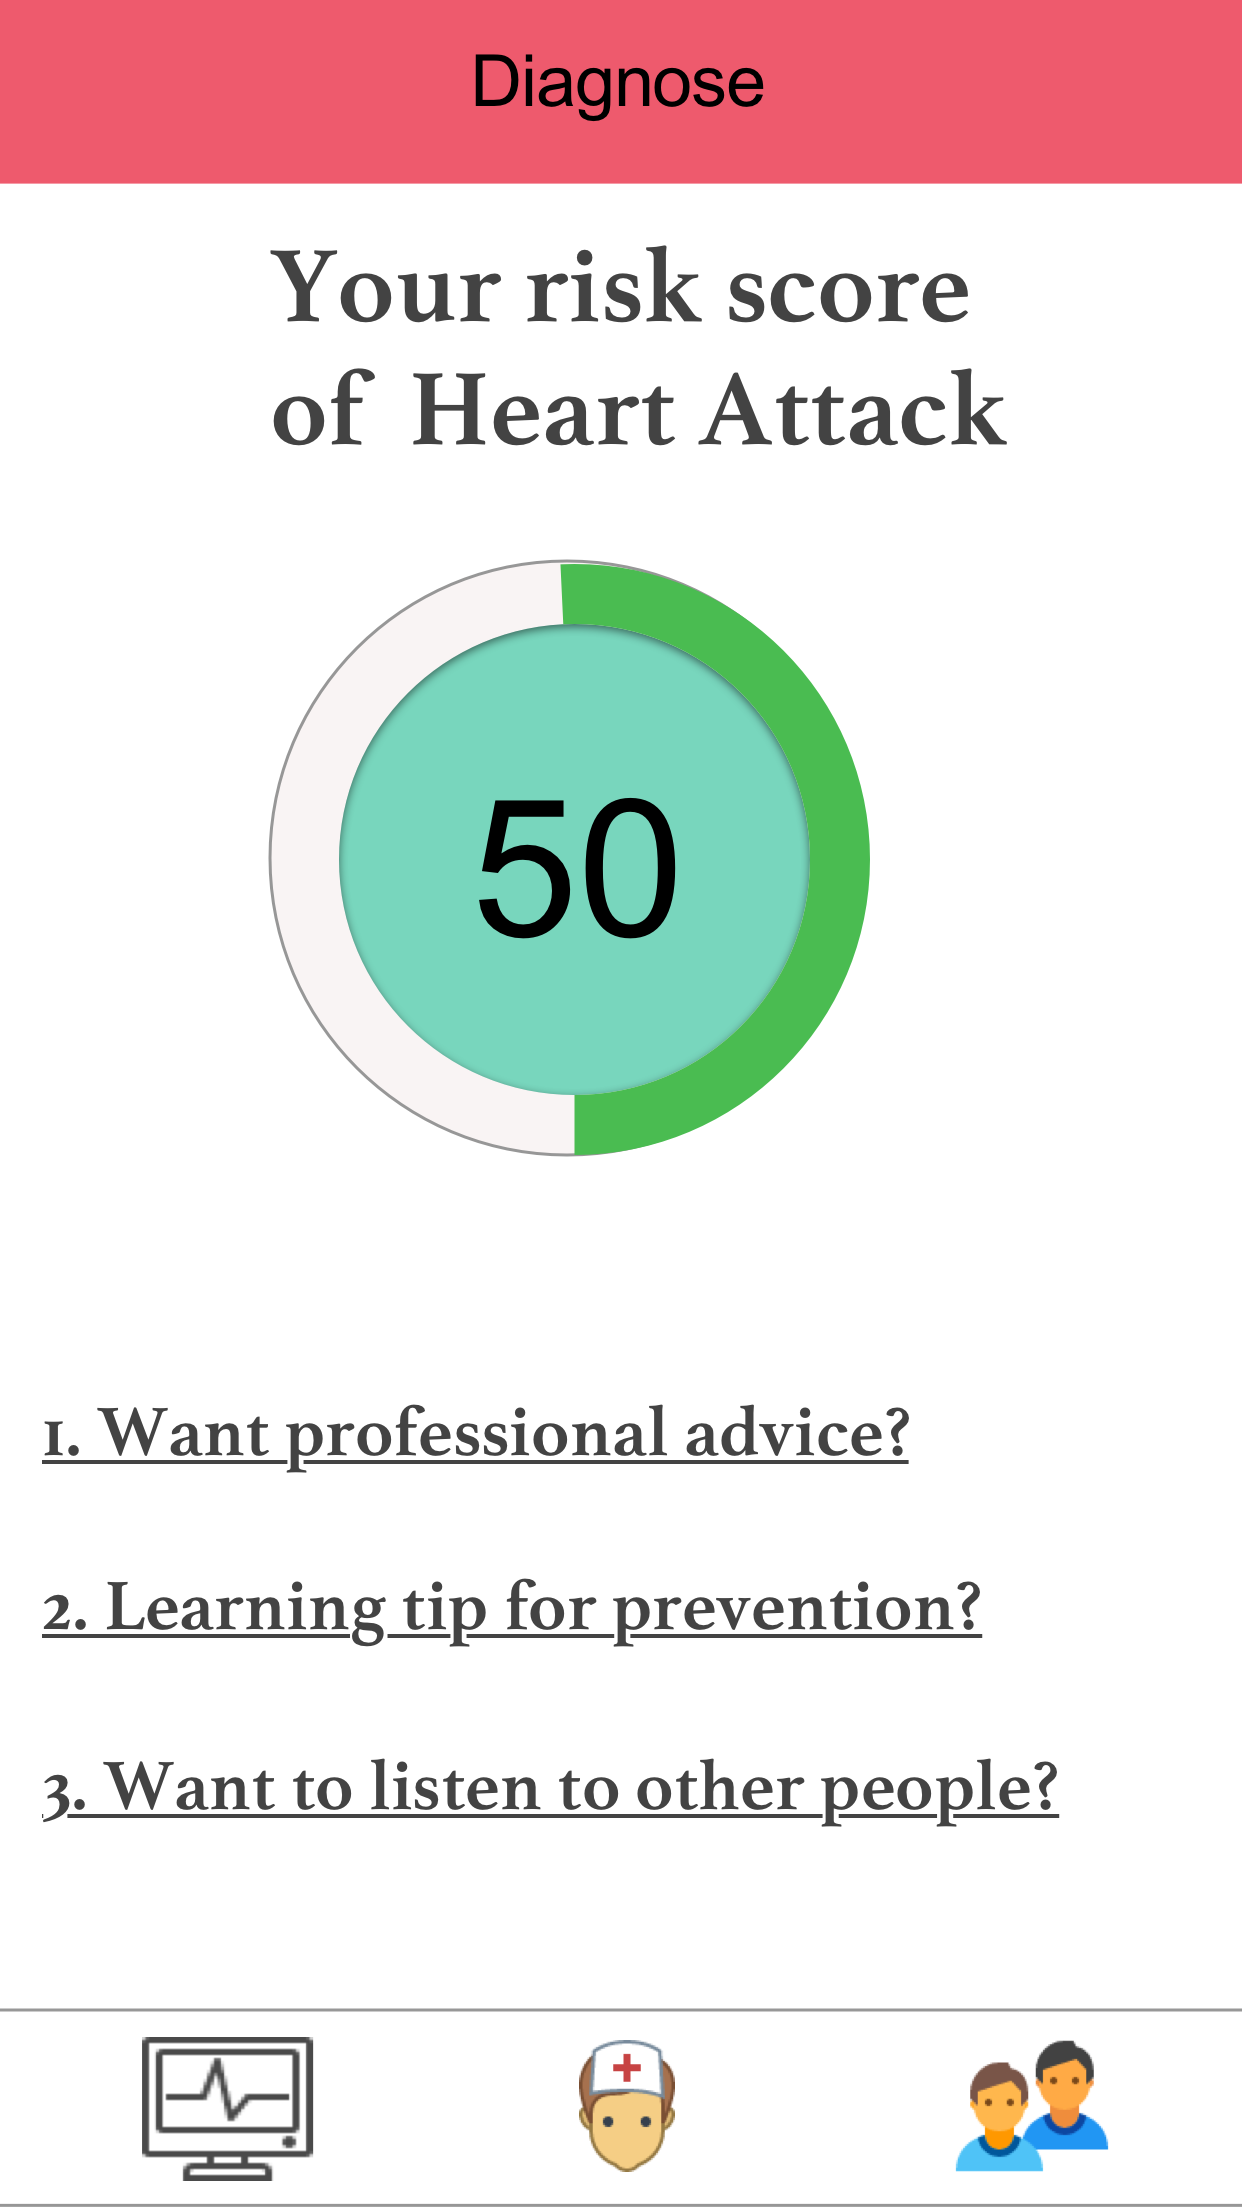 Diagnose
Your risk score
of Heart Attack
50
1. Want professional advice?
2. Learning tip for prevention?
3. Want to listen to other people?